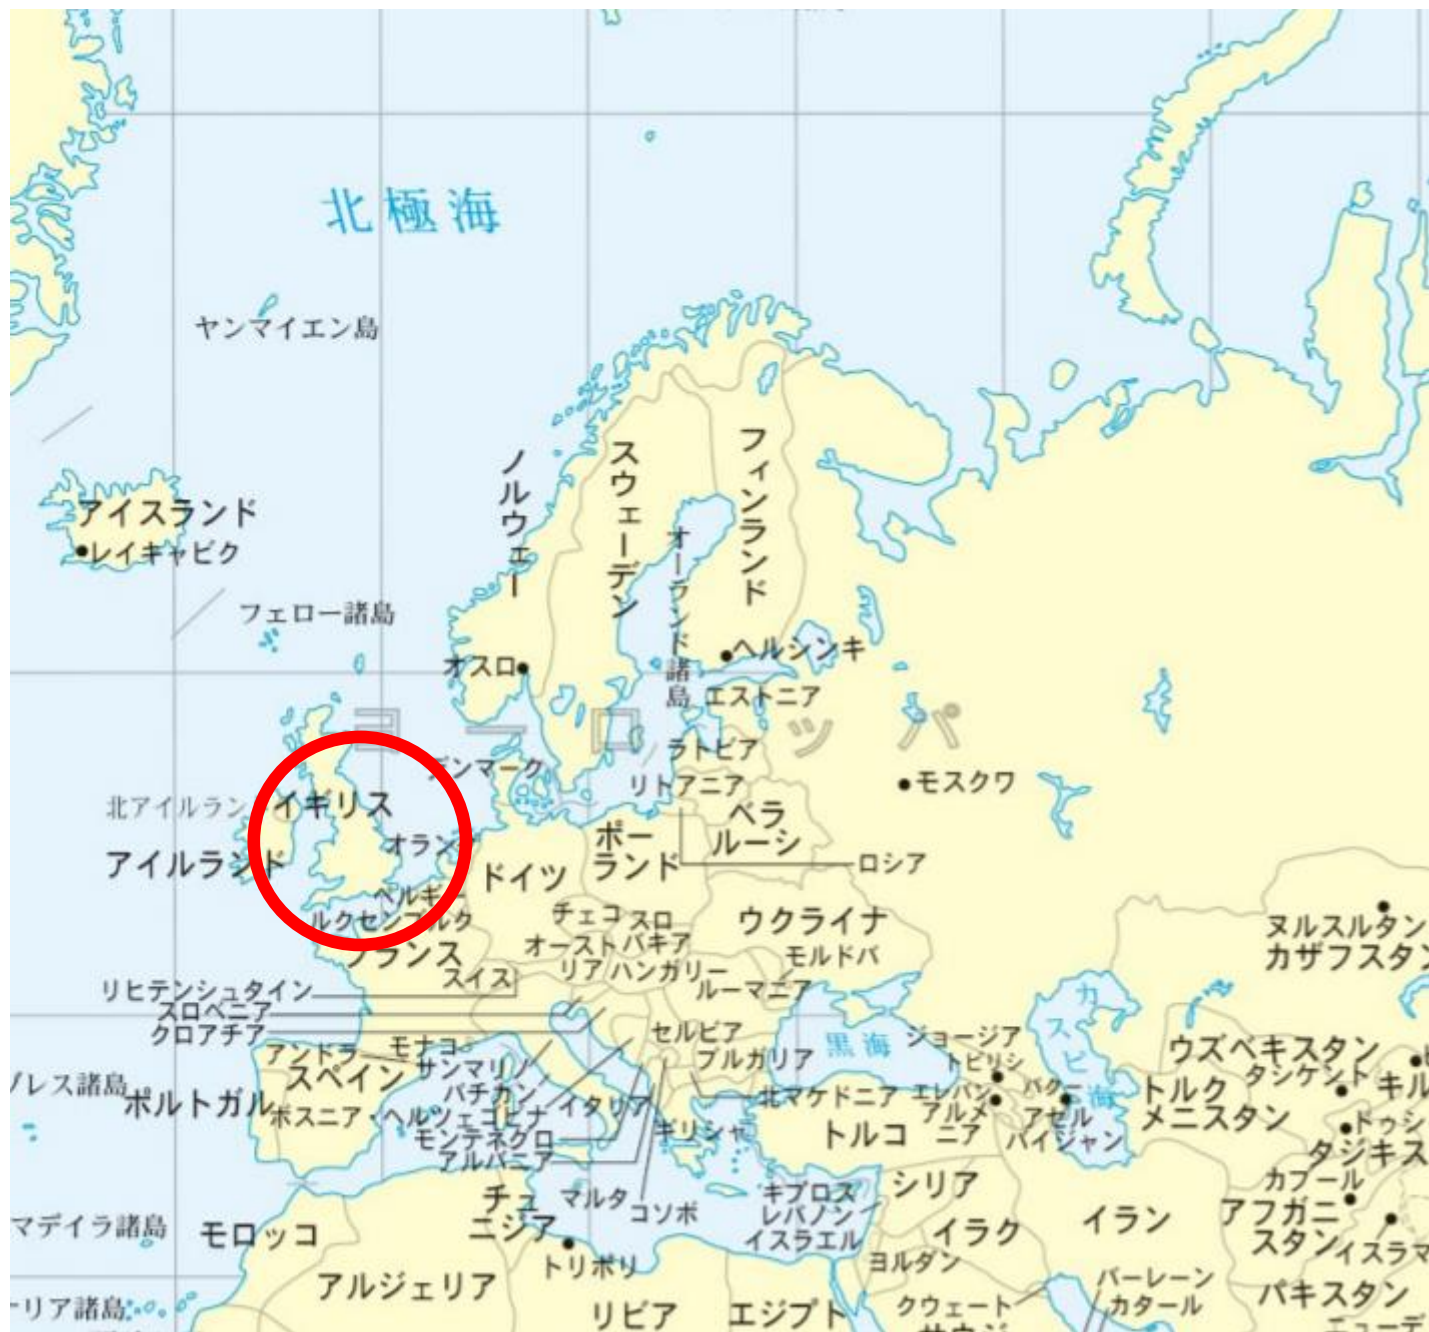 北極海
ヤンマイエン島
アイスランド
レイキャビク
フェロー諸島
ノルウェー
スウェーデン
フィンランド
オーランド諸島
オスロ
ヘルシンキ
エストニア
ヨーロッパ
ラトビア
デンマーク
リトアニア
モスクワ
北アイルラン
イギリス
ベラ
ルーシ
オラン
ポー
ランド
アイルランド
ドイツ
ロシア
ベルギー
ルクセンブルク
チェコ
スロ
バキア
ウクライナ
ヌルスルタン
カザフスタン
フランス
オースト
リア
ハンガリー
モルドバ
スイス
ルーマニア
リヒテンシュタイン
スロベニア
クロアチア
セルビア
黒海
カスピ海
ジョージア
トビリシ
ウズベキスタン
タシケント
アンドラ
モナコ
サンマリノ
ブルガリア
スペイン
バチカン
ブレス諸島
ポルトガル
ボスニア・ヘルツェゴビナ
イタリア
北マケドニア
エレバン
アルメ
ニア
バクー
アゼル
バイジャン
トルク
メニスタン
キル
モンテネグロ
アルバニア
ギリシャ
トルコ
ドゥシ
タジキス
シリア
カブール
チュ
ニジア
マルタ
コソボ
キプロス
レバノン
イスラエル
マデイラ諸島
モロッコ
イラク
イラン
アフガニ
スタン
イスラマ
トリポリ
ヨルダン
アルジェリア
バーレーン
カタール
パキスタン
リア諸島
リビア
エジプト
クウェート